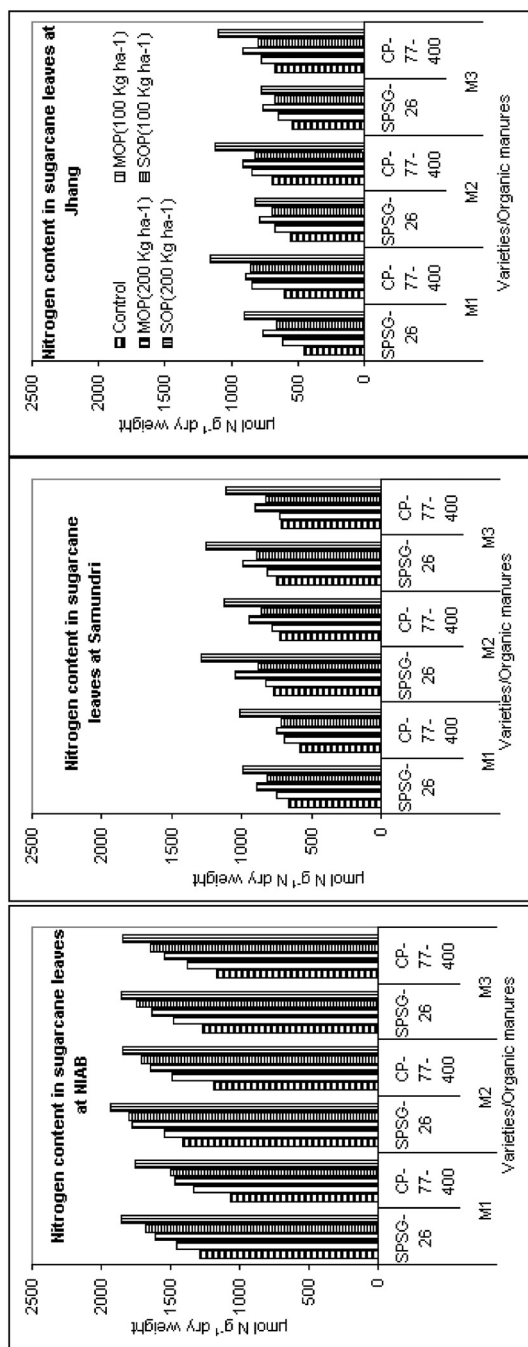 Nitrogen content in sugarcane leaves
at NIAB
2500
2000
1500
1000
500
0
µmol N g⁻¹ dry weight
SPSG-
26
CP-
77-
400
SPSG-
26
CP-
77-
400
SPSG-
26
CP-
77-
400
M1
M2
M3
Varieties/Organic manures
Nitrogen content in sugarcane
leaves at Samundri
2500
2000
1500
1000
500
0
µmol N g⁻¹ N dry weight
SPSG-
26
CP-
77-
400
SPSG-
26
CP-
77-
400
SPSG-
26
CP-
77-
400
M1
M2
M3
Varieties/Organic manures
Nitrogen content in sugarcane leaves at
Jhang
Control
MOP(100 Kg ha-1)
MOP(200 Kg ha-1)
SOP(100 Kg ha-1)
SOP(200 Kg ha-1)
2500
2000
1500
1000
500
0
µmol N g⁻¹ dry weight
SPSG-
26
CP-
77-
400
SPSG-
26
CP-
77-
400
SPSG-
26
CP-
77-
400
M1
M2
M3
Varieties/Organic manures